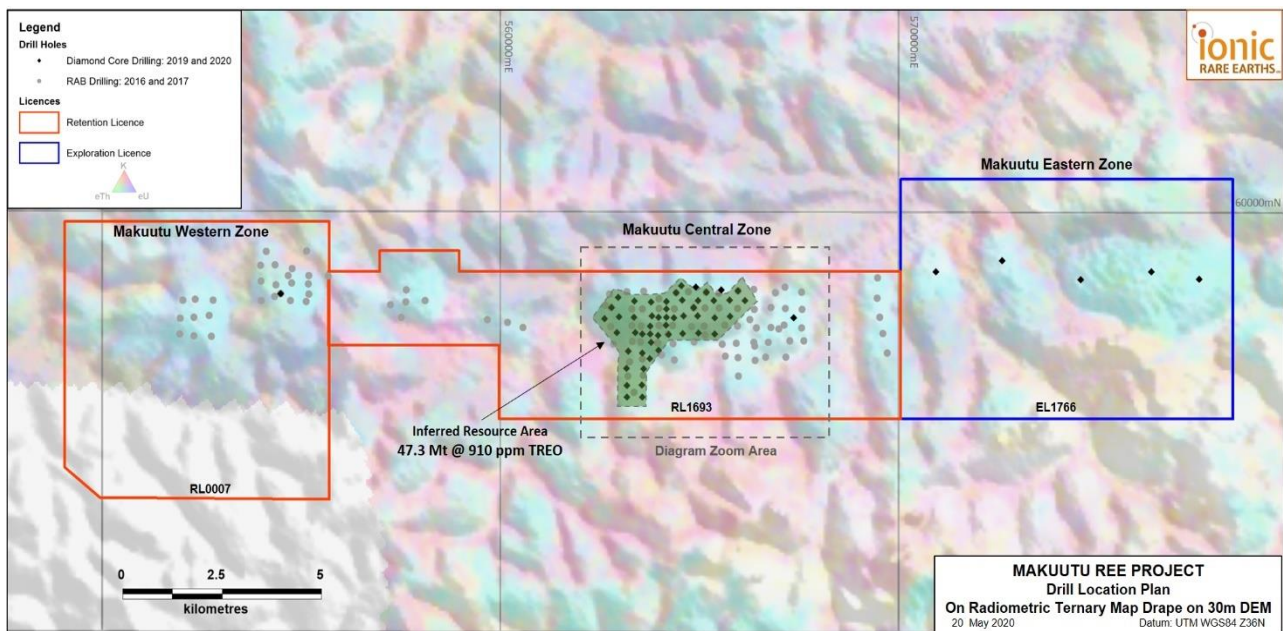 Legend
Drill Holes
Diamond Core Drilling: 2019 and 2020
RAB Drilling: 2016 and 2017
Licences
Retention Licence
Exploration Licence
K
eTh
eU
560000mE
570000mE
ionic
RARE EARTHS™
Makuutu Eastern Zone
60000mN
Makuutu Western Zone
Makuutu Central Zone
RL1693
EL1766
Inferred Resource Area
47.3 Mt @ 910 ppm TREO
Diagram Zoom Area
RL0007
0 2.5 5
kilometres
MAKUUTU REE PROJECT
Drill Location Plan
On Radiometric Ternary Map Drape on 30m DEM
20 May 2020 Datum: UTM WGS84 Z36N